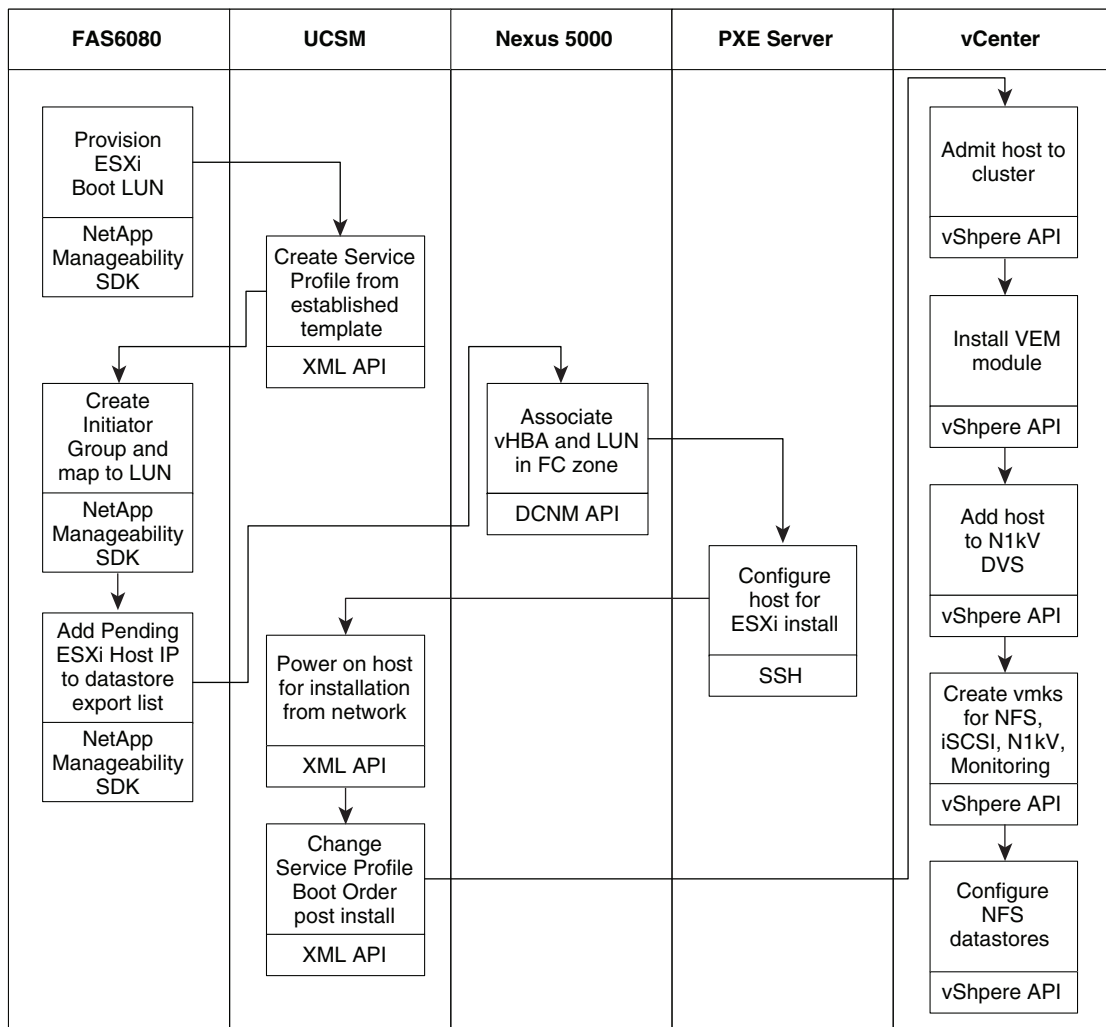 FAS6080
UCSM
Nexus 5000
PXE Server
vCenter
Provision
ESXi
Boot LUN
NetApp
Manageability
SDK
Create Initiator
Group and
map to LUN
NetApp
Manageability
SDK
Add Pending
ESXi Host IP
to datastore
export list
NetApp
Manageability
SDK
Create Service
Profile from
established
template
XML API
Power on host
for installation
from network
XML API
Change
Service Profile
Boot Order
post install
XML API
Associate
vHBA and LUN
in FC zone
DCNM API
Configure
host for
ESXi install
SSH
Admit host to
cluster
vShpere API
Install VEM
module
vShpere API
Add host
to N1kV
DVS
vShpere API
Create vmks
for NFS,
iSCSI, N1kV,
Monitoring
vShpere API
Configure
NFS
datastores
vShpere API